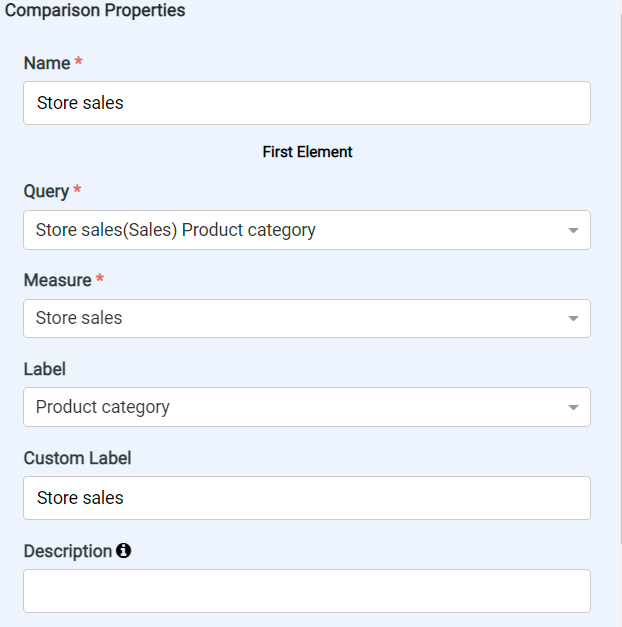 Comparison Properties
Name *
Store sales
First Element
Query *
Store sales(Sales) Product category
Measure *
Store sales
Label
Product category
Custom Label
Store sales
Description